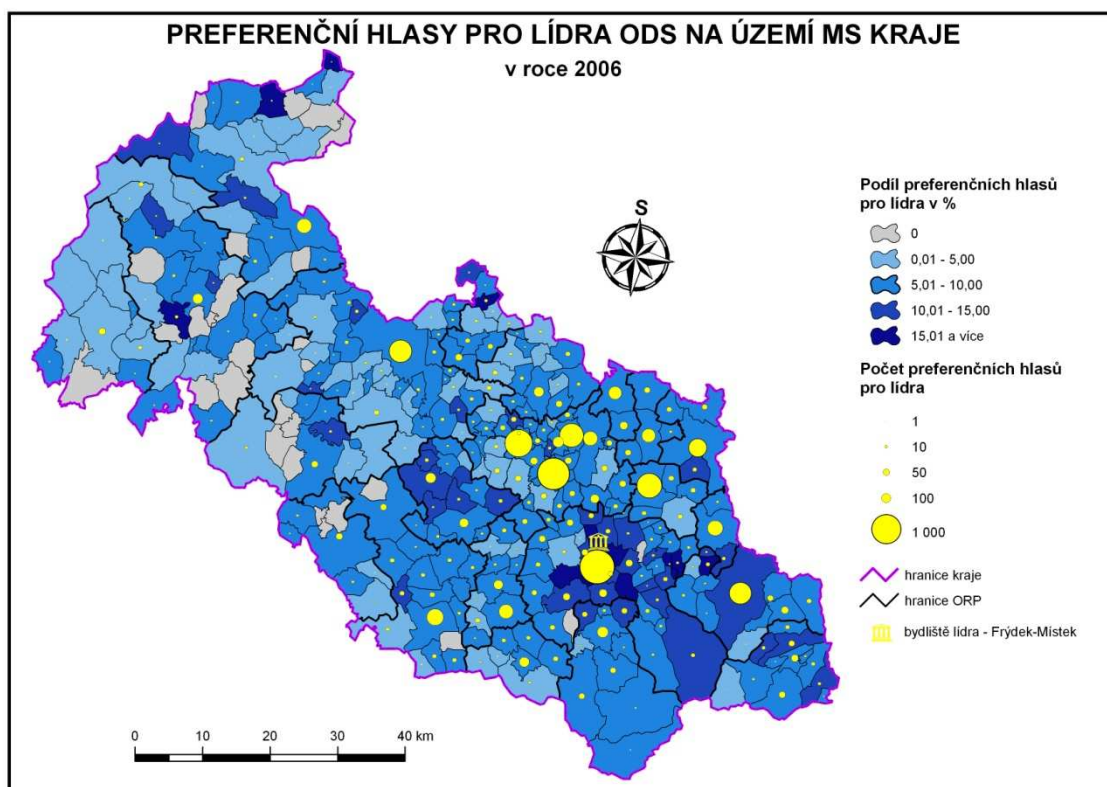 PREFERENČNÍ HLASY PRO LÍDRA ODS NA ÚZEMÍ MS KRAJE
v roce 2006
S
Podíl preferenčních hlasů
pro lídra v %
0
0,01 - 5,00
5,01 - 10,00
10,01 - 15,00
15,01 a více
Počet preferenčních hlasů
pro lídra
1
10
50
100
1 000
hranice kraje
hranice ORP
bydliště lídra - Frýdek-Místek
0 10 20 30 40 km